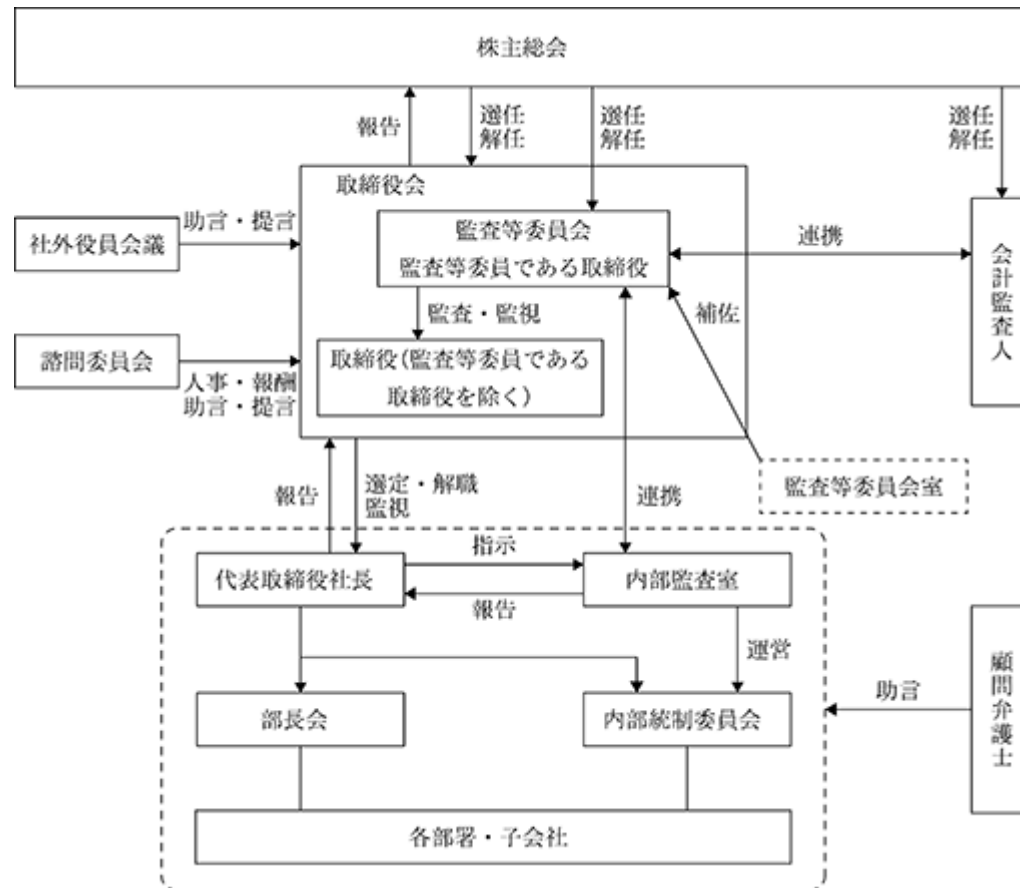 株主総会
報告
選任
解任
選任
解任
選任
解任
取締役会
社外役員会議
助言・提言
監査等委員会
監査等委員である取締役
連携
会計監査人
監査・監視
補佐
諮問委員会
人事・報酬
助言・提言
取締役(監査等委員である
取締役を除く)
報告
選定・解職
監視
連携
監査等委員会室
代表取締役社長
指示
報告
内部監査室
運営
部長会
内部統制委員会
助言
顧問弁護士
各部署・子会社